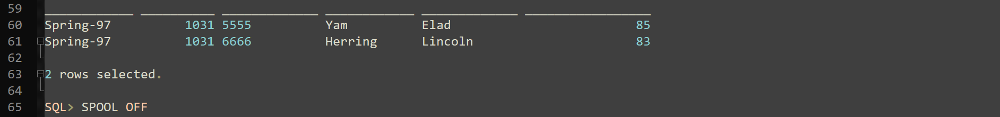 59 ____________ __________ _____________ ____________ _____________ _________________
60 Spring-97 1031 5555 Yam Elad 85
61 Spring-97 1031 6666 Herring Lincoln 83
62
63 2 rows selected.
64
65 SQL> SPOOL OFF